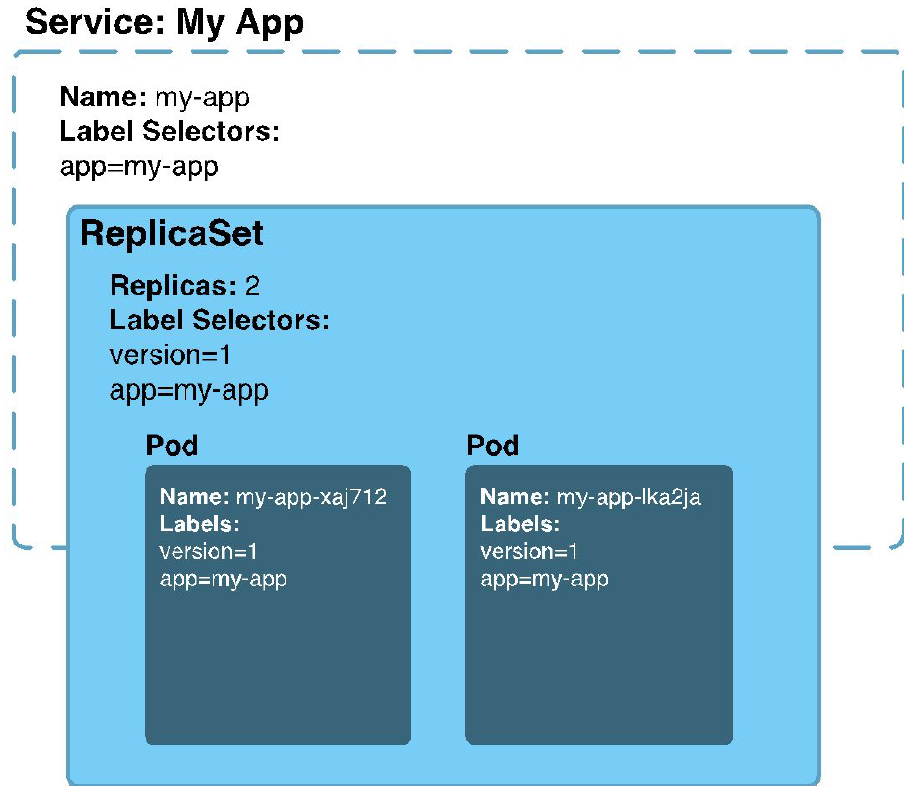 Service: My App
Name: my-app
Label Selectors:
app=my-app
ReplicaSet
Replicas: 2
Label Selectors:
version=1
app=my-app
Pod
Name: my-app-xaj712
Labels:
version=1
app=my-app
Pod
Name: my-app-lka2ja
Labels:
version=1
app=my-app